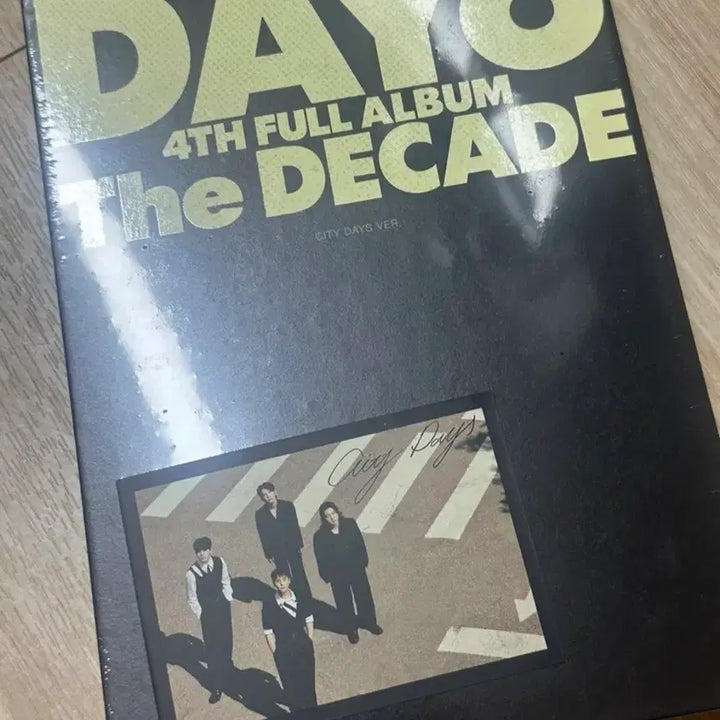 DAY6
4TH FULL ALBUM
The DECADE
CITY DAYS VER.
City Days